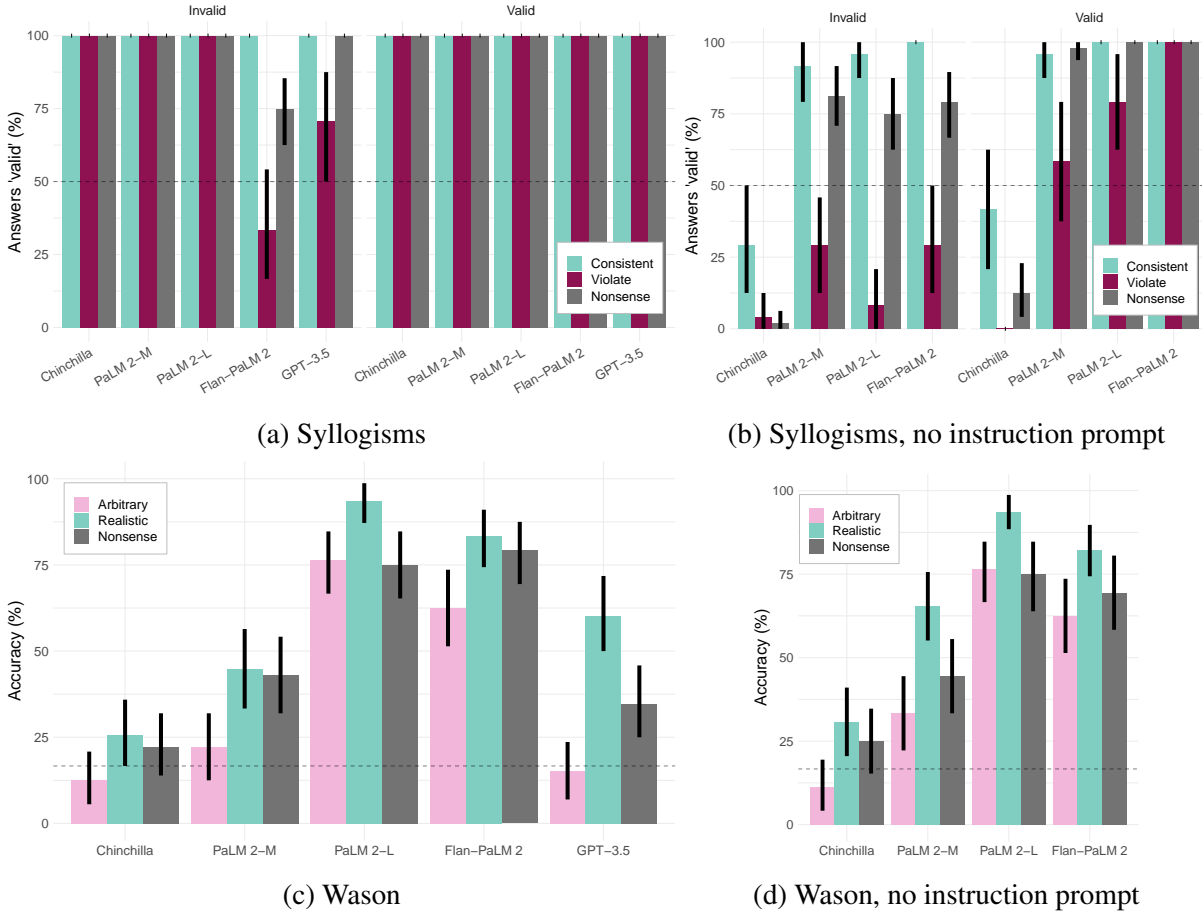 Invalid
Valid
Answers 'valid' (%)
100
75
50
25
0
Consistent
Violate
Nonsense
Chinchilla
PaLM 2−M
PaLM 2−L
Flan−PaLM 2
GPT−3.5
Chinchilla
PaLM 2−M
PaLM 2−L
Flan−PaLM 2
GPT−3.5
(a) Syllogisms
Invalid
Valid
Answers 'valid' (%)
100
75
50
25
0
Consistent
Violate
Nonsense
Chinchilla
PaLM 2−M
PaLM 2−L
Flan−PaLM 2
Chinchilla
PaLM 2−M
PaLM 2−L
Flan−PaLM 2
(b) Syllogisms, no instruction prompt
Accuracy (%)
100
75
50
25
0
Arbitrary
Realistic
Nonsense
Chinchilla
PaLM 2−M
PaLM 2−L
Flan−PaLM 2
GPT−3.5
(c) Wason
Accuracy (%)
100
75
50
25
0
Arbitrary
Realistic
Nonsense
Chinchilla
PaLM 2−M
PaLM 2−L
Flan−PaLM 2
(d) Wason, no instruction prompt